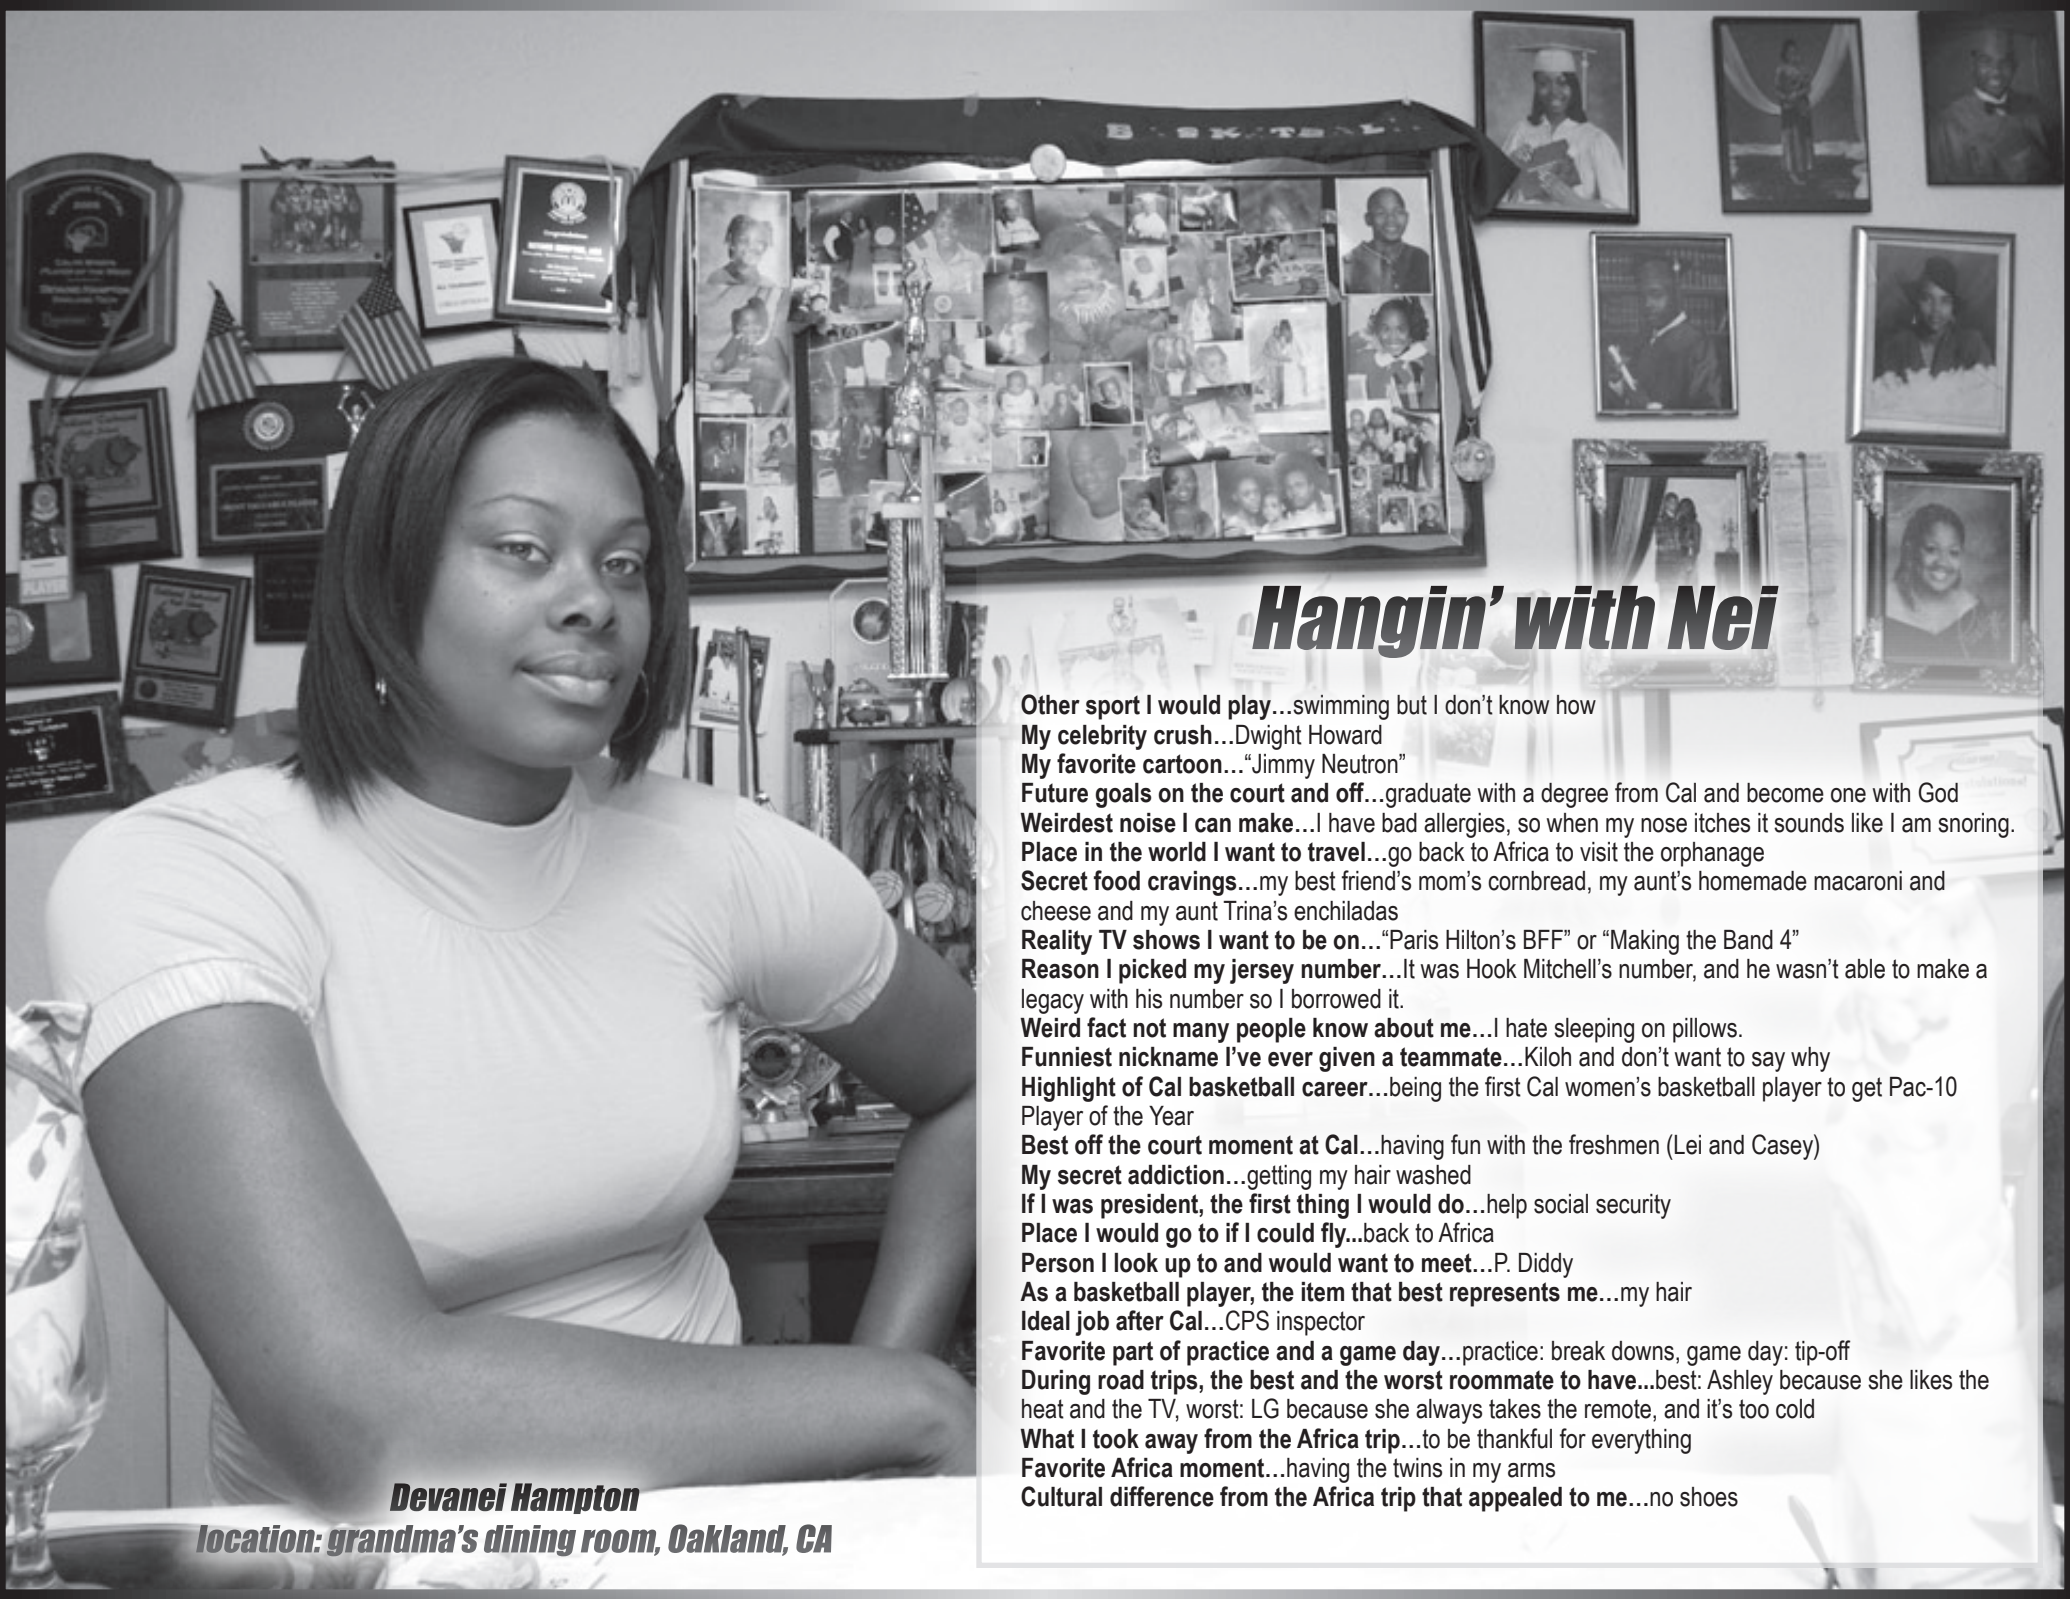 BASKETBALL
Hangin’ with Nei
Other sport I would play…swimming but I don’t know how
My celebrity crush…Dwight Howard
My favorite cartoon…“Jimmy Neutron”
Future goals on the court and off…graduate with a degree from Cal and become one with God
Weirdest noise I can make…I have bad allergies, so when my nose itches it sounds like I am snoring.
Place in the world I want to travel…go back to Africa to visit the orphanage
Secret food cravings…my best friend’s mom’s cornbread, my aunt’s homemade macaroni and
cheese and my aunt Trina’s enchiladas
Reality TV shows I want to be on…“Paris Hilton’s BFF” or “Making the Band 4”
Reason I picked my jersey number…It was Hook Mitchell’s number, and he wasn’t able to make a
legacy with his number so I borrowed it.
Weird fact not many people know about me…I hate sleeping on pillows.
Funniest nickname I’ve ever given a teammate…Kiloh and don’t want to say why
Highlight of Cal basketball career…being the first Cal women’s basketball player to get Pac-10
Player of the Year
Best off the court moment at Cal…having fun with the freshmen (Lei and Casey)
My secret addiction…getting my hair washed
If I was president, the first thing I would do…help social security
Place I would go to if I could fly...back to Africa
Person I look up to and would want to meet…P. Diddy
As a basketball player, the item that best represents me…my hair
Ideal job after Cal…CPS inspector
Favorite part of practice and a game day…practice: break downs, game day: tip-off
During road trips, the best and the worst roommate to have...best: Ashley because she likes the
heat and the TV, worst: LG because she always takes the remote, and it’s too cold
What I took away from the Africa trip…to be thankful for everything
Favorite Africa moment…having the twins in my arms
Cultural difference from the Africa trip that appealed to me…no shoes
Devanei Hampton
location: grandma’s dining room, Oakland, CA